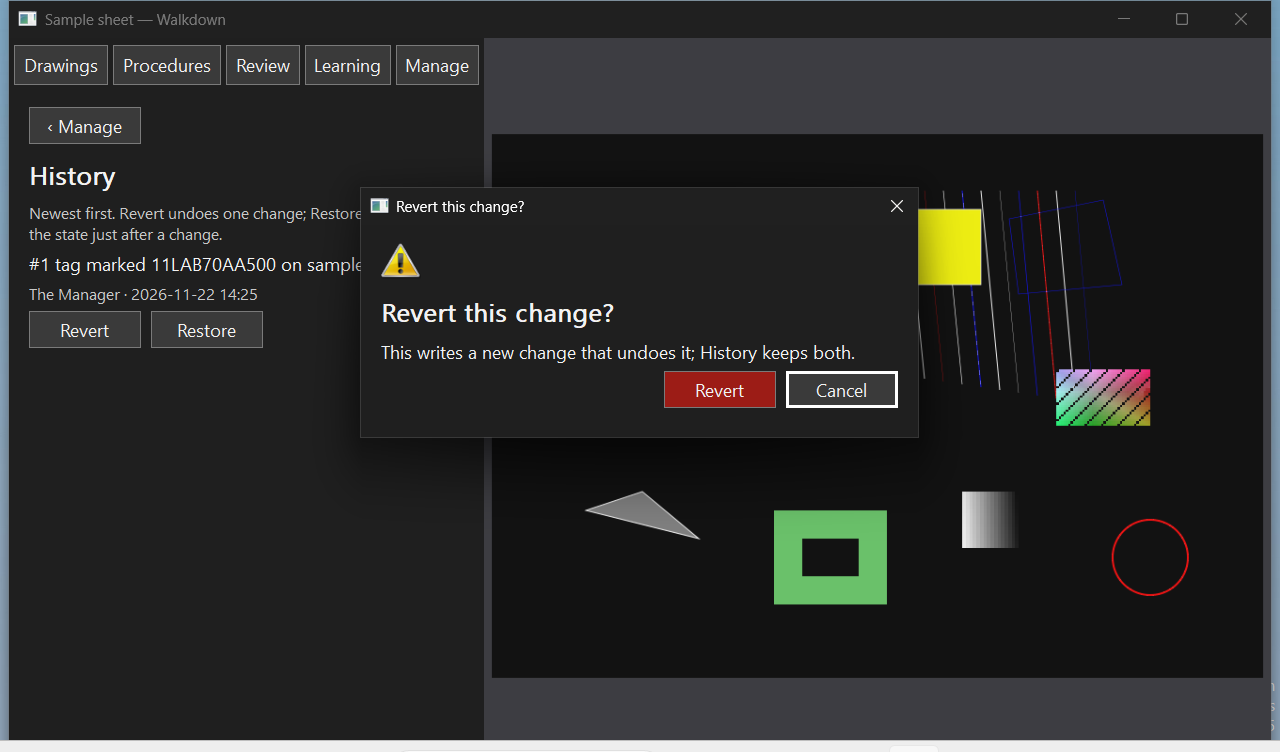 Sample sheet — Walkdown
Drawings Procedures Review Learning Manage
‹ Manage
History
Newest first. Revert undoes one change; Restore
the state just after a change.
#1 tag marked 11LAB70AA500 on sample
The Manager · 2026-11-22 14:25
Revert Restore
Revert this change?
Revert this change?
This writes a new change that undoes it; History keeps both.
Revert Cancel